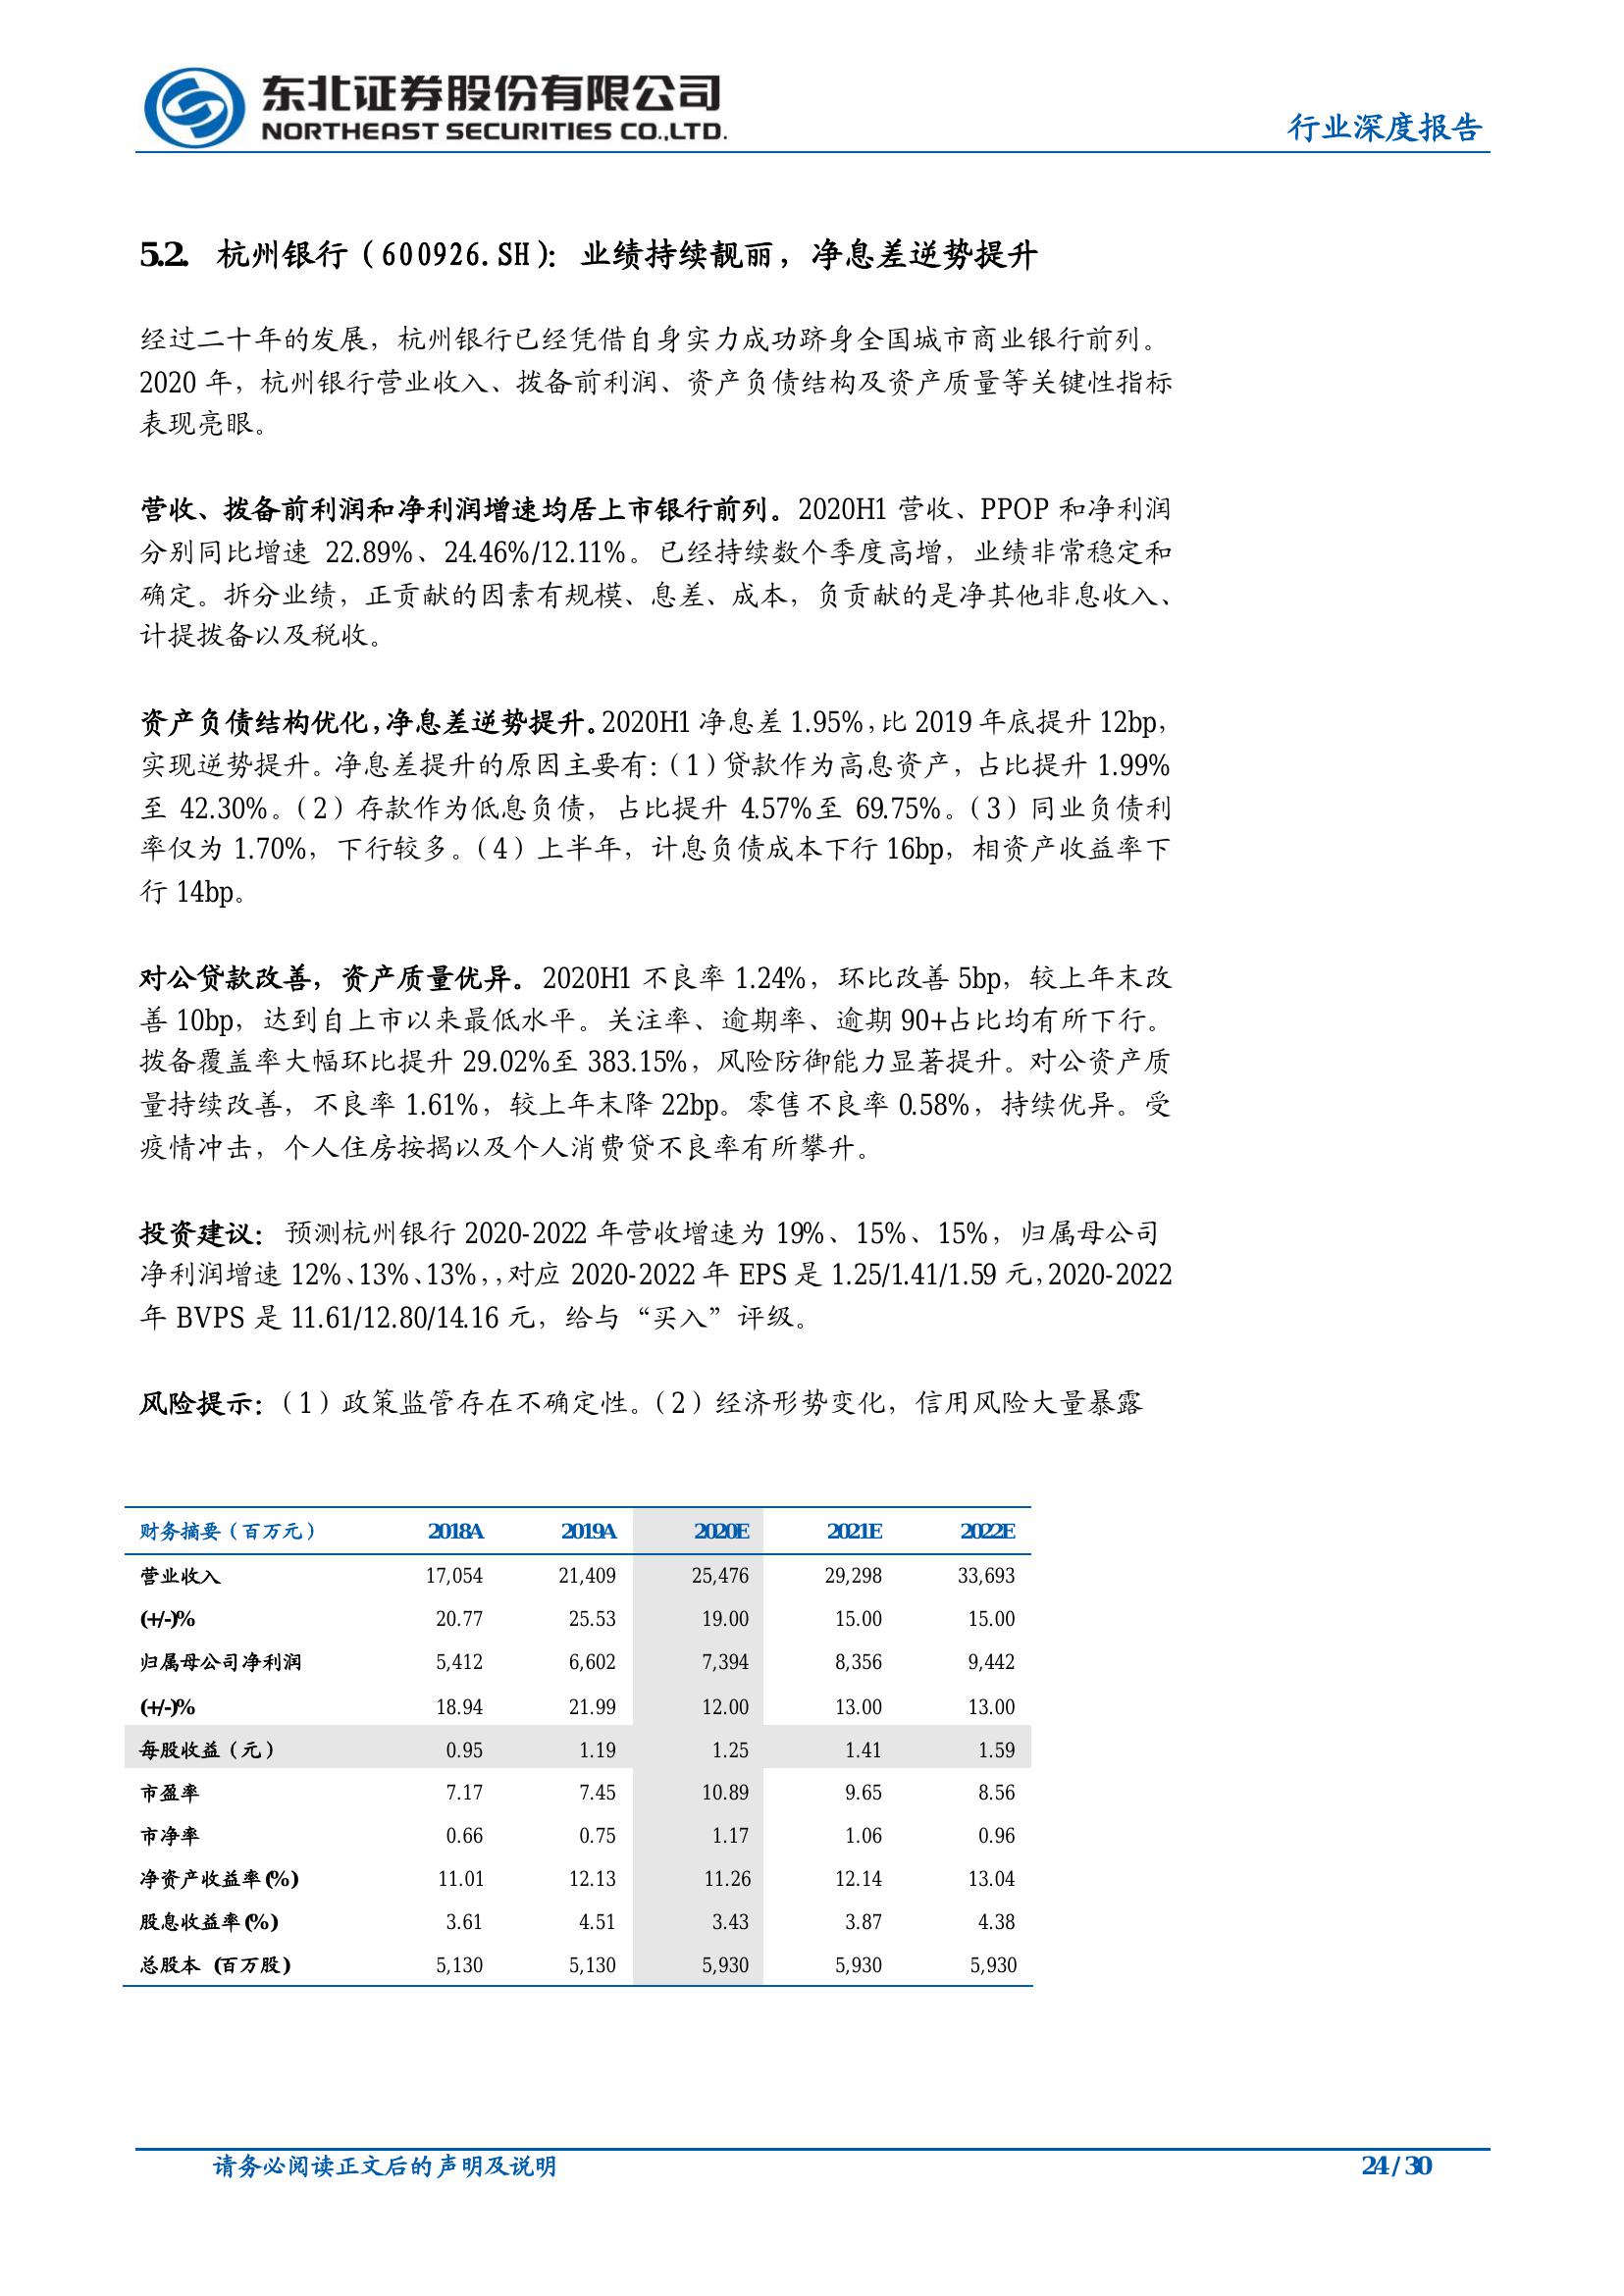 东北证券股份有限公司
NORTHEAST SECURITIES CO.,LTD.
行业深度报告
5.2. 杭州银行（600926.SH）：业绩持续靓丽，净息差逆势提升
经过二十年的发展，杭州银行已经凭借自身实力成功跻身全国城市商业银行前列。
2020 年，杭州银行营业收入、拨备前利润、资产负债结构及资产质量等关键性指标
表现亮眼。
营收、拨备前利润和净利润增速均居上市银行前列。2020H1 营收、PPOP 和净利润
分别同比增速 22.89%、24.46%/12.11%。已经持续数个季度高增，业绩非常稳定和
确定。拆分业绩，正贡献的因素有规模、息差、成本，负贡献的是净其他非息收入、
计提拨备以及税收。
资产负债结构优化，净息差逆势提升。2020H1 净息差 1.95%，比 2019 年底提升 12bp，
实现逆势提升。净息差提升的原因主要有：（1）贷款作为高息资产，占比提升 1.99%
至 42.30%。（2）存款作为低息负债，占比提升 4.57%至 69.75%。（3）同业负债利
率仅为 1.70%，下行较多。（4）上半年，计息负债成本下行 16bp，相资产收益率下
行 14bp。
对公贷款改善，资产质量优异。2020H1 不良率 1.24%，环比改善 5bp，较上年末改
善 10bp，达到自上市以来最低水平。关注率、逾期率、逾期 90+占比均有所下行。
拨备覆盖率大幅环比提升 29.02%至 383.15%，风险防御能力显著提升。对公资产质
量持续改善，不良率 1.61%，较上年末降 22bp。零售不良率 0.58%，持续优异。受
疫情冲击，个人住房按揭以及个人消费贷不良率有所攀升。
投资建议：预测杭州银行 2020-2022 年营收增速为 19%、15%、15%，归属母公司
净利润增速 12%、13%、13%，，对应 2020-2022 年 EPS 是 1.25/1.41/1.59 元，2020-2022
年 BVPS 是 11.61/12.80/14.16 元，给与“买入”评级。
风险提示：（1）政策监管存在不确定性。（2）经济形势变化，信用风险大量暴露
财务摘要（百万元） 2018A 2019A 2020E 2021E 2022E
营业收入 17,054 21,409 25,476 29,298 33,693
(+/-)% 20.77 25.53 19.00 15.00 15.00
归属母公司净利润 5,412 6,602 7,394 8,356 9,442
(+/-)% 18.94 21.99 12.00 13.00 13.00
每股收益（元） 0.95 1.19 1.25 1.41 1.59
市盈率 7.17 7.45 10.89 9.65 8.56
市净率 0.66 0.75 1.17 1.06 0.96
净资产收益率(%) 11.01 12.13 11.26 12.14 13.04
股息收益率(%) 3.61 4.51 3.43 3.87 4.38
总股本 (百万股) 5,130 5,130 5,930 5,930 5,930
请务必阅读正文后的声明及说明 24 / 30